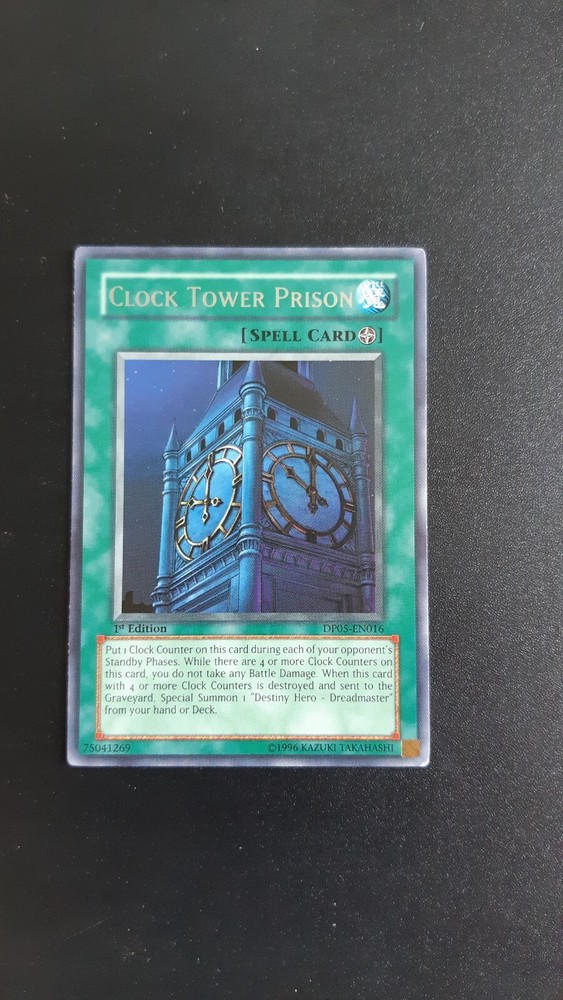 CLOCK TOWER PRISON 魔
[SPELL CARD]
1st Edition DP05-EN016
Put 1 Clock Counter on this card during each of your opponent's
Standby Phases. While there are 4 or more Clock Counters on
this card, you do not take any Battle Damage. When this card
with 4 or more Clock Counters is destroyed and sent to the
Graveyard, Special Summon 1 "Destiny Hero - Dreadmaster"
from your hand or Deck.
75041269 ©1996 KAZUKI TAKAHASHI